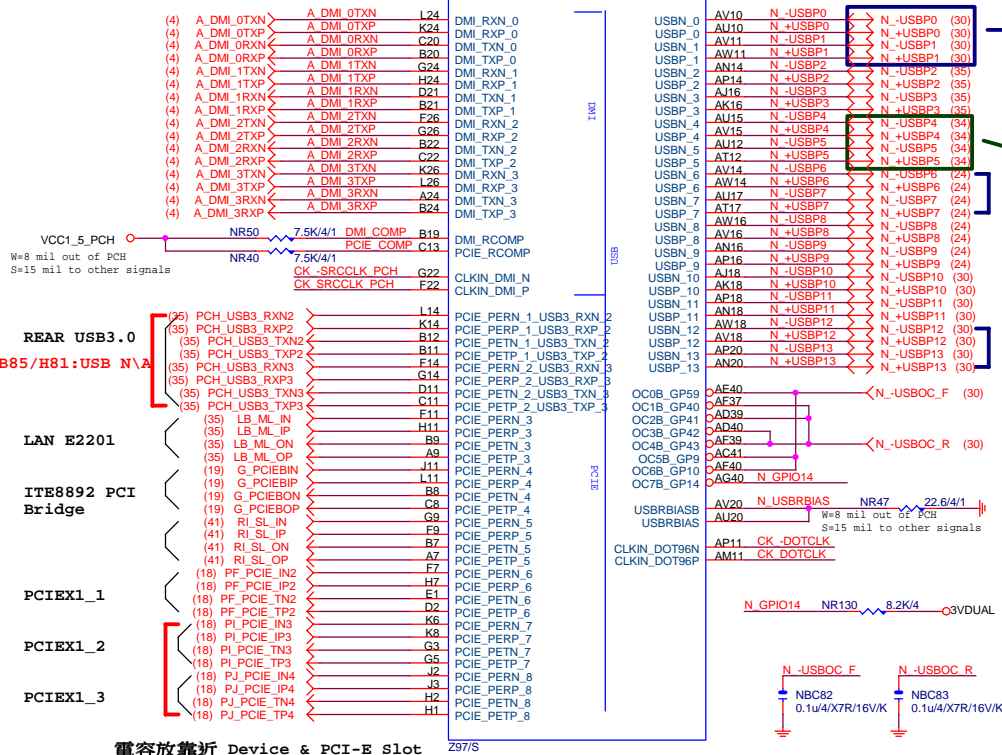 (4) A_DMI_0TXN A_DMI_0TXN L24 DMI_RXN_0 USBN_0 AV10 N_-USBP0 N_-USBP0 (30)
(4) A_DMI_0TXP A_DMI_0TXP K24 DMI_RXP_0 USBP_0 AU10 N_+USBP0 N_+USBP0 (30)
(4) A_DMI_0RXN A_DMI_0RXN C20 DMI_TXN_0 USBN_1 AV11 N_-USBP1 N_-USBP1 (30)
(4) A_DMI_0RXP A_DMI_0RXP B20 DMI_TXP_0 USBP_1 AW11 N_+USBP1 N_+USBP1 (30)
(4) A_DMI_1TXN A_DMI_1TXN G24 DMI_RXN_1 USBN_2 AN14 N_-USBP2 N_-USBP2 (35)
(4) A_DMI_1TXP A_DMI_1TXP H24 DMI_RXP_1 USBP_2 AP14 N_+USBP2 N_+USBP2 (35)
(4) A_DMI_1RXN A_DMI_1RXN D21 DMI_TXN_1 USBN_3 AJ16 N_-USBP3 N_-USBP3 (35)
(4) A_DMI_1RXP A_DMI_1RXP B21 DMI_TXP_1 USBP_3 AK16 N_+USBP3 N_+USBP3 (35)
(4) A_DMI_2TXN A_DMI_2TXN F26 DMI_RXN_2 USBN_4 AU15 N_-USBP4 N_-USBP4 (34)
(4) A_DMI_2TXP A_DMI_2TXP G26 DMI_RXP_2 USBP_4 AV15 N_+USBP4 N_+USBP4 (34)
(4) A_DMI_2RXN A_DMI_2RXN B22 DMI_TXN_2 USBN_5 AU12 N_-USBP5 N_-USBP5 (34)
(4) A_DMI_2RXP A_DMI_2RXP C22 DMI_TXP_2 USBP_5 AT12 N_+USBP5 N_+USBP5 (34)
(4) A_DMI_3TXN A_DMI_3TXN K26 DMI_RXN_3 USBN_6 AV14 N_-USBP6 N_-USBP6 (24)
(4) A_DMI_3TXP A_DMI_3TXP L26 DMI_RXP_3 USBP_6 AW14 N_+USBP6 N_+USBP6 (24)
(4) A_DMI_3RXN A_DMI_3RXN A24 DMI_TXN_3 USBN_7 AU17 N_-USBP7 N_-USBP7 (24)
(4) A_DMI_3RXP A_DMI_3RXP B24 DMI_TXP_3 USBP_7 AT17 N_+USBP7 N_+USBP7 (24)
DMI
USBN_8 AW16 N_-USBP8 N_-USBP8 (24)
VCC1_5_PCH NR50 7.5K/4/1 DMI_COMP B19 DMI_RCOMP USBP_8 AV16 N_+USBP8 N_+USBP8 (24)
NR40 7.5K/4/1 PCIE_COMP C13 PCIE_RCOMP USBN_9 AN16 N_-USBP9 N_-USBP9 (24)
W=8 mil out of PCH
S=15 mil to other signals
USB
USBP_9 AP16 N_+USBP9 N_+USBP9 (24)
CK_-SRCCLK_PCH G22 CLKIN_DMI_N USBN_10 AJ18 N_-USBP10 N_-USBP10 (30)
CK_SRCCLK_PCH F22 CLKIN_DMI_P USBP_10 AK18 N_+USBP10 N_+USBP10 (30)
USBN_11 AP18 N_-USBP11 N_-USBP11 (30)
(35) PCH_USB3_RXN2 L14 PCIE_PERN_1_USB3_RXN_2 USBP_11 AN18 N_+USBP11 N_+USBP11 (30)
(35) PCH_USB3_RXP2 K14 PCIE_PERP_1_USB3_RXP_2 USBN_12 AW18 N_-USBP12 N_-USBP12 (30)
REAR USB3.0
(35) PCH_USB3_TXN2 B12 PCIE_PETN_1_USB3_TXN_2 USBP_12 AV18 N_+USBP12 N_+USBP12 (30)
(35) PCH_USB3_TXP2 B11 PCIE_PETP_1_USB3_TXP_2 USBN_13 AP20 N_-USBP13 N_-USBP13 (30)
B85/H81:USB N\A
(35) PCH_USB3_RXN3 F14 PCIE_PERN_2_USB3_RXN_3 USBP_13 AN20 N_+USBP13 N_+USBP13 (30)
(35) PCH_USB3_RXP3 G14 PCIE_PERP_2_USB3_RXP_3
(35) PCH_USB3_TXN3 D11 PCIE_PETN_2_USB3_TXN_3 OC0B_GP59 AE40 N_-USBOC_F (30)
(35) PCH_USB3_TXP3 C11 PCIE_PETP_2_USB3_TXP_3 OC1B_GP40 AF37
(35) LB_ML_IN F11 PCIE_PERN_3 OC2B_GP41 AD39
(35) LB_ML_IP H11 PCIE_PERP_3 OC3B_GP42 AD40
LAN E2201
(35) LB_ML_ON B9 PCIE_PETN_3 OC4B_GP43 AF39 N_-USBOC_R (30)
(35) LB_ML_OP A9 PCIE_PETP_3 OC5B_GP9 AC41
(19) G_PCIEBIN J11 PCIE_PERN_4 OC6B_GP10 AF40
(19) G_PCIEBIP L11 PCIE_PERP_4 OC7B_GP14 AG40 N_GPIO14
PCIE
ITE8892 PCI
Bridge
(19) G_PCIEBON B8 PCIE_PETN_4
(19) G_PCIEBOP C8 PCIE_PETP_4 USBRBIASB AV20 N_USBRBIAS NR47 22.6/4/1
(41) RI_SL_IN G9 PCIE_PERN_5 USBRBIAS AU20
W=8 mil out of PCH
S=15 mil to other signals
(41) RI_SL_IP F9 PCIE_PERP_5
(41) RI_SL_ON B7 PCIE_PETN_5 CLKIN_DOT96N AP11 CK_-DOTCLK
(41) RI_SL_OP A7 PCIE_PETP_5 CLKIN_DOT96P AM11 CK_DOTCLK
(18) PF_PCIE_IN2 F7 PCIE_PERN_6
(18) PF_PCIE_IP2 H7 PCIE_PERP_6
PCIEX1_1
(18) PF_PCIE_TN2 E1 PCIE_PETN_6
(18) PF_PCIE_TP2 D2 PCIE_PETP_6
N_GPIO14 NR130 8.2K/4 3VDUAL
(18) PI_PCIE_IN3 K6 PCIE_PERN_7
(18) PI_PCIE_IP3 K8 PCIE_PERP_7
PCIEX1_2
(18) PI_PCIE_TN3 G3 PCIE_PETN_7
(18) PI_PCIE_TP3 G5 PCIE_PETP_7
(18) PJ_PCIE_IN4 J2 PCIE_PERN_8
(18) PJ_PCIE_IP4 J3 PCIE_PERP_8
PCIEX1_3
(18) PJ_PCIE_TN4 H2 PCIE_PETN_8
(18) PJ_PCIE_TP4 H1 PCIE_PETP_8
N_-USBOC_F N_-USBOC_R
NBC82 NBC83
0.1u/4/X7R/16V/K 0.1u/4/X7R/16V/K
電容放靠近 Device & PCI-E Slot Z97/S